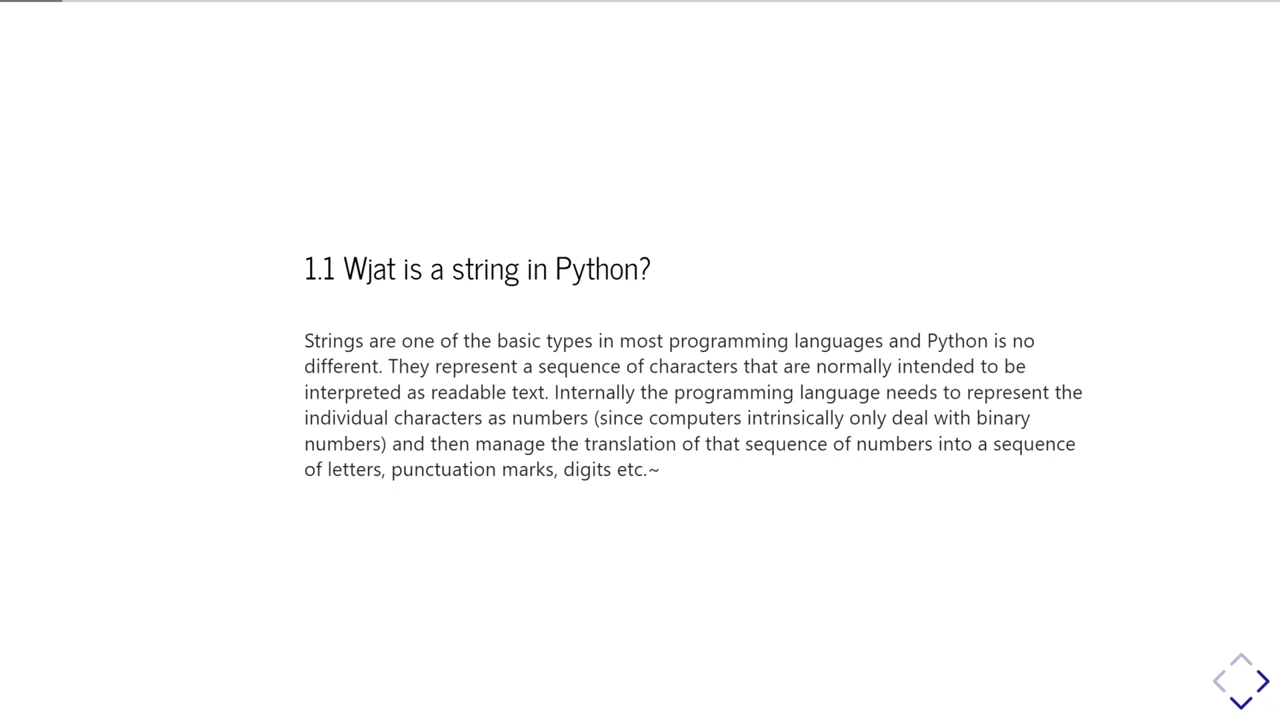 1.1 Wjat is a string in Python?
Strings are one of the basic types in most programming languages and Python is no
different. They represent a sequence of characters that are normally intended to be
interpreted as readable text. Internally the programming language needs to represent the
individual characters as numbers (since computers intrinsically only deal with binary
numbers) and then manage the translation of that sequence of numbers into a sequence
of letters, punctuation marks, digits etc.~